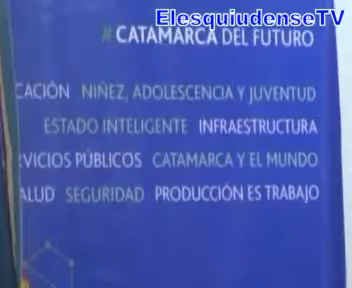 ElesquiudenseTV
#CATAMARCA DEL FUTURO
CACIÓN NIÑEZ, ADOLESCENCIA Y JUVENTUD
ESTADO INTELIGENTE INFRAESTRUCTURA
RVICIOS PÚBLICOS CATAMARCA Y EL MUNDO
ALUD SEGURIDAD PRODUCCIÓN ES TRABAJO